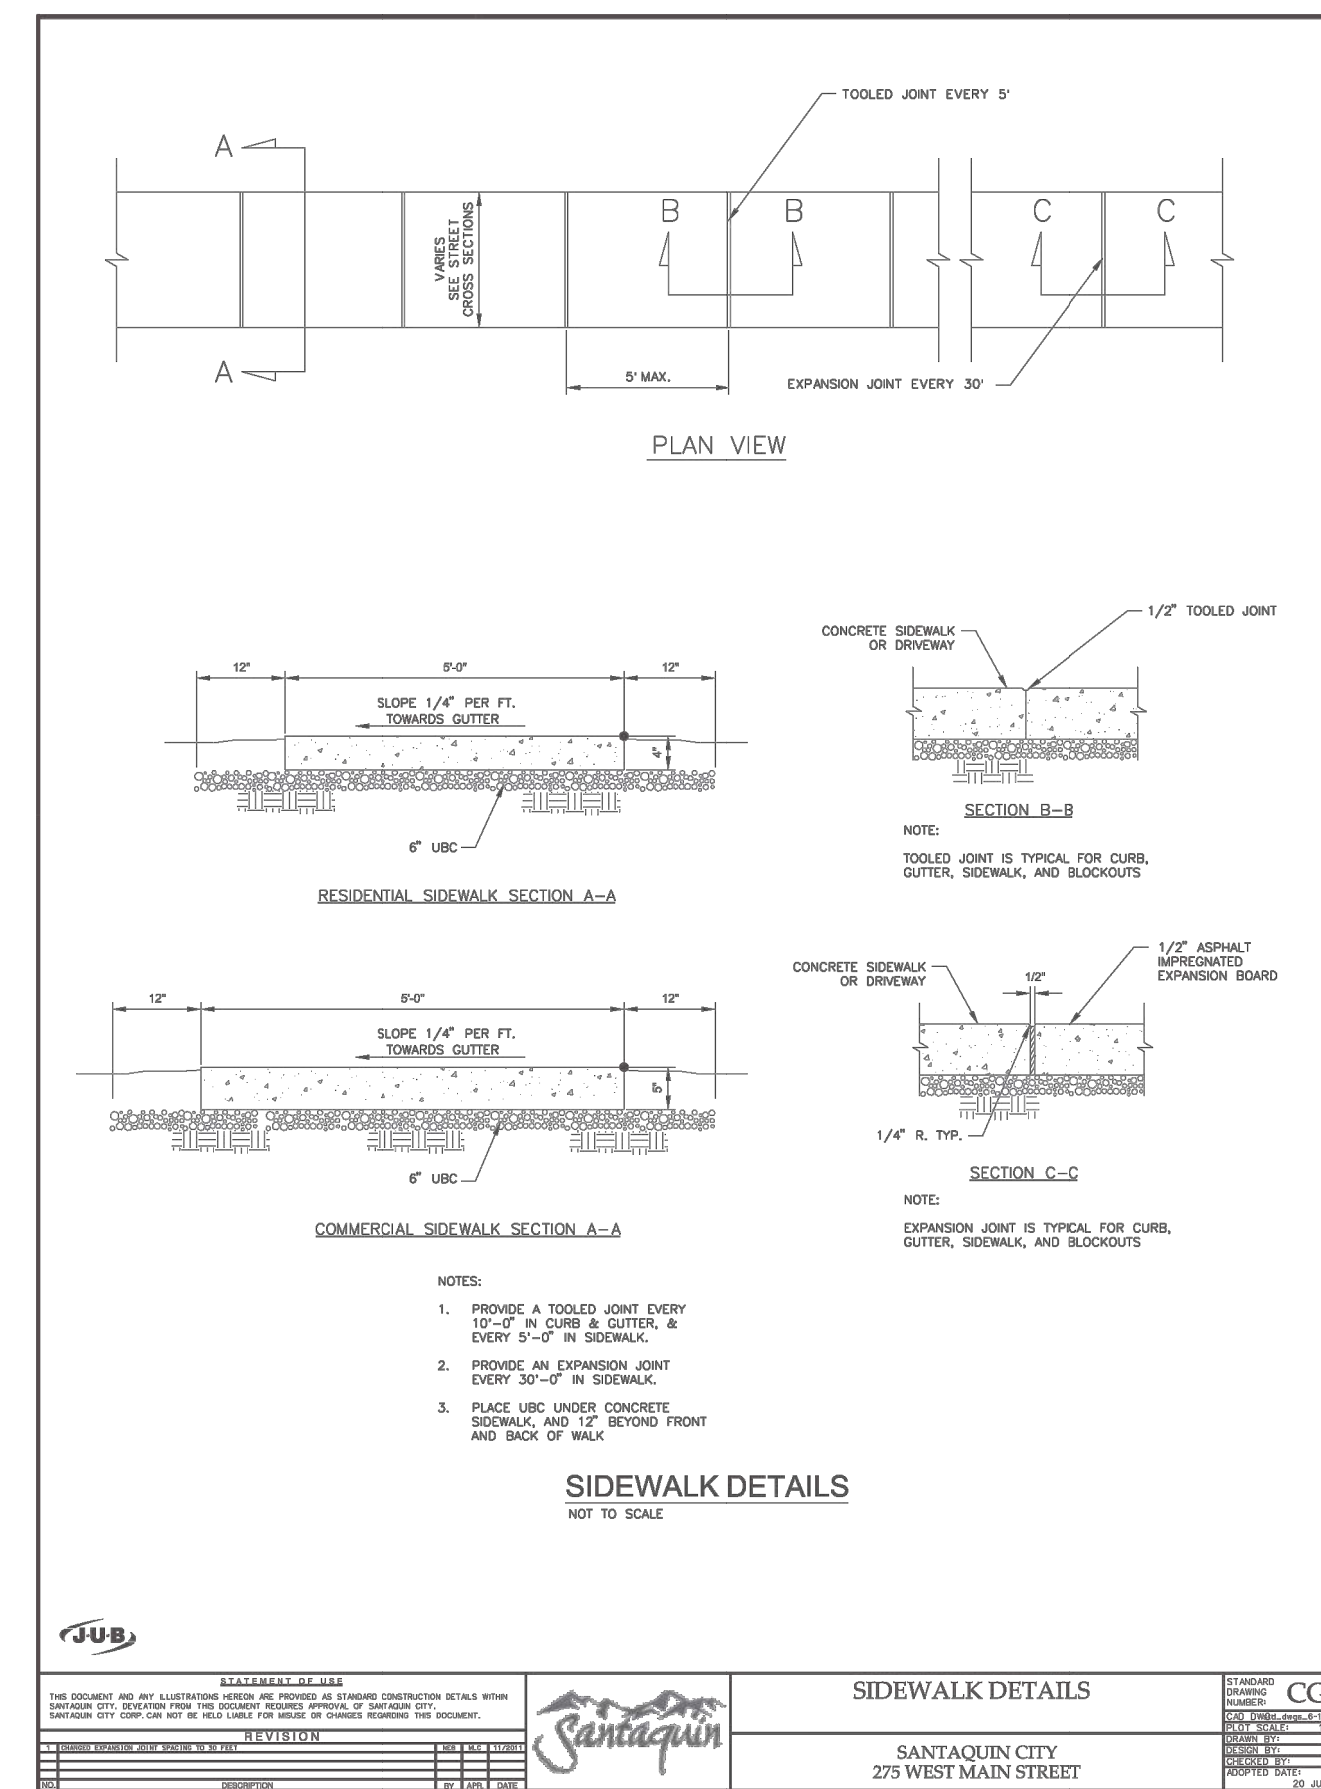 TOOLED JOINT EVERY 5'
A
B
B
C
C
VARIES
SEE STREET
CROSS SECTIONS
A
5' MAX.
EXPANSION JOINT EVERY 30'
PLAN VIEW
12"
5'-0"
12"
SLOPE 1/4" PER FT.
TOWARDS GUTTER
4"
6" UBC
RESIDENTIAL SIDEWALK SECTION A-A
1/2" TOOLED JOINT
CONCRETE SIDEWALK
OR DRIVEWAY
SECTION B-B
NOTE:
TOOLED JOINT IS TYPICAL FOR CURB,
GUTTER, SIDEWALK, AND BLOCKOUTS
12"
5'-0"
12"
SLOPE 1/4" PER FT.
TOWARDS GUTTER
5"
6" UBC
COMMERCIAL SIDEWALK SECTION A-A
CONCRETE SIDEWALK
OR DRIVEWAY
1/2"
1/2" ASPHALT
IMPREGNATED
EXPANSION BOARD
1/4" R. TYP.
SECTION C-C
NOTE:
EXPANSION JOINT IS TYPICAL FOR CURB,
GUTTER, SIDEWALK, AND BLOCKOUTS
NOTES:
1. PROVIDE A TOOLED JOINT EVERY
10'-0" IN CURB & GUTTER, &
EVERY 5'-0" IN SIDEWALK.
2. PROVIDE AN EXPANSION JOINT
EVERY 30'-0" IN SIDEWALK.
3. PLACE UBC UNDER CONCRETE
SIDEWALK, AND 12" BEYOND FRONT
AND BACK OF WALK
SIDEWALK DETAILS
NOT TO SCALE
J-U-B
STATEMENT OF USE
THIS DOCUMENT AND ANY ILLUSTRATIONS HEREON ARE PROVIDED AS STANDARD CONSTRUCTION DETAILS WITHIN
SANTAQUIN CITY. DEVEATION FROM THIS DOCUMENT REQUIRES APPROVAL OF SANTAQUIN CITY.
SANTAQUIN CITY CORP. CAN NOT BE HELD LIABLE FOR MISUSE OR CHANGES REGARDING THIS DOCUMENT.
REVISION
1 CHANGED EXPANSION JOINT SPACING TO 30 FEET MEB M.C 11/2011
NO. DESCRIPTION BY APR. DATE
Santaquin
SIDEWALK DETAILS
SANTAQUIN CITY
275 WEST MAIN STREET
STANDARD
DRAWING
NUMBER: CG
PLOT SCALE: 1
DRAWN BY:
DESIGN BY:
CHECKED BY:
ADOPTED DATE:
20 JU